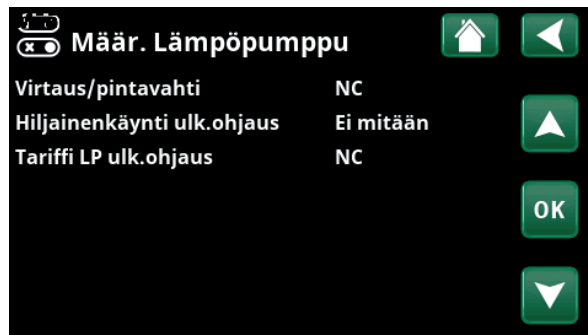 Määr. Lämpöpumppu
Virtaus/pintavahti NC
Hiljainenkäynti ulk.ohjaus Ei mitään
Tariffi LP ulk.ohjaus NC
OK